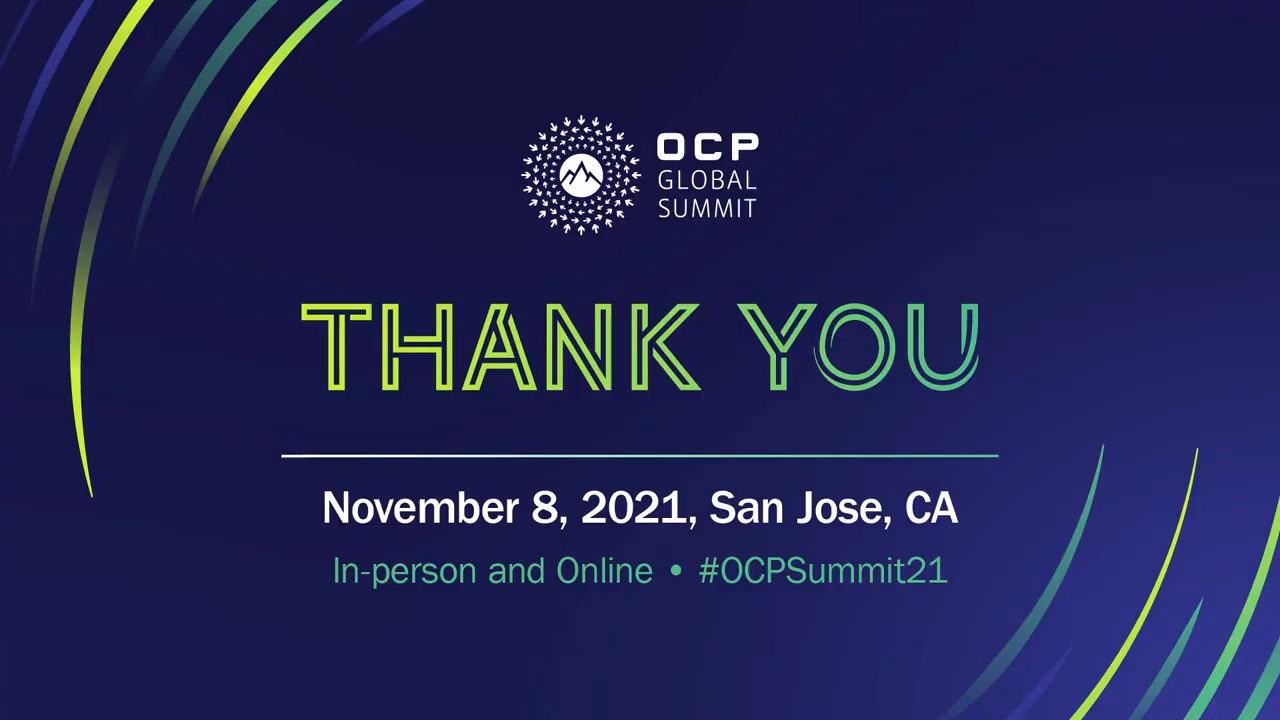 OCP
GLOBAL
SUMMIT
THANK YOU
November 8, 2021, San Jose, CA
In-person and Online • #OCPSummit21